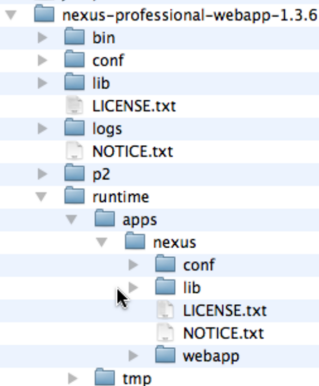 nexus-professional-webapp-1.3.6
bin
conf
lib
LICENSE.txt
logs
NOTICE.txt
p2
runtime
apps
nexus
conf
lib
LICENSE.txt
NOTICE.txt
webapp
tmp